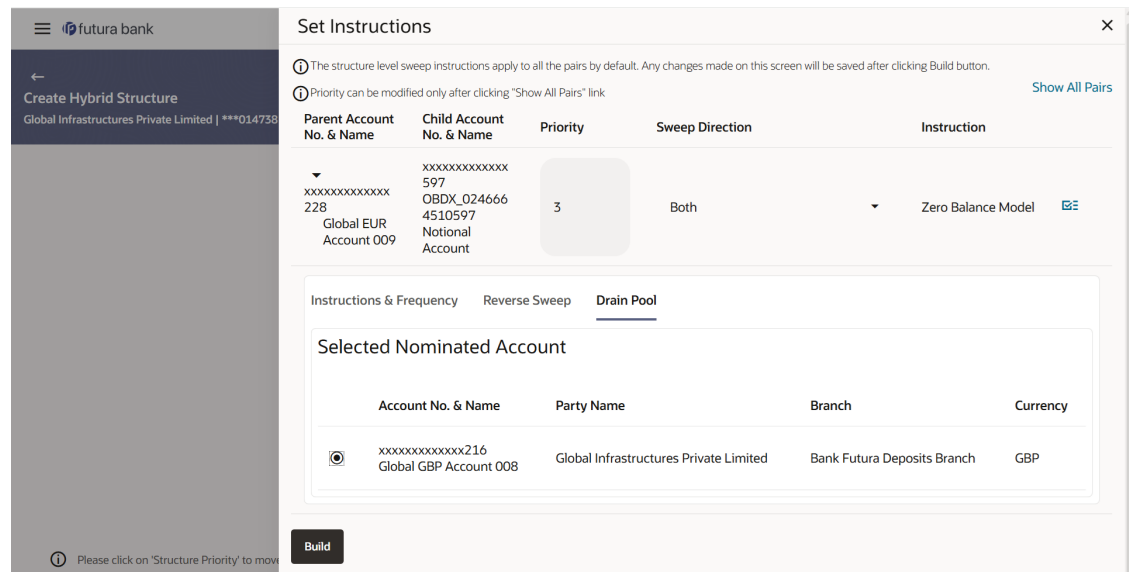 futura bank
Create Hybrid Structure
Global Infrastructures Private Limited | ***014738
Please click on 'Structure Priority' to move
Set Instructions
The structure level sweep instructions apply to all the pairs by default. Any changes made on this screen will be saved after clicking Build button.
Priority can be modified only after clicking "Show All Pairs" link
Show All Pairs
Parent Account
No. & Name
Child Account
No. & Name
Priority
Sweep Direction
Instruction
xxxxxxxxxxxxx
228
Global EUR
Account 009
xxxxxxxxxxxxx
597
OBDX_024666
4510597
Notional
Account
3
Both
Zero Balance Model
Instructions & Frequency
Reverse Sweep
Drain Pool
Selected Nominated Account
Account No. & Name
Party Name
Branch
Currency
xxxxxxxxxxxxx216
Global GBP Account 008
Global Infrastructures Private Limited
Bank Futura Deposits Branch
GBP
Build